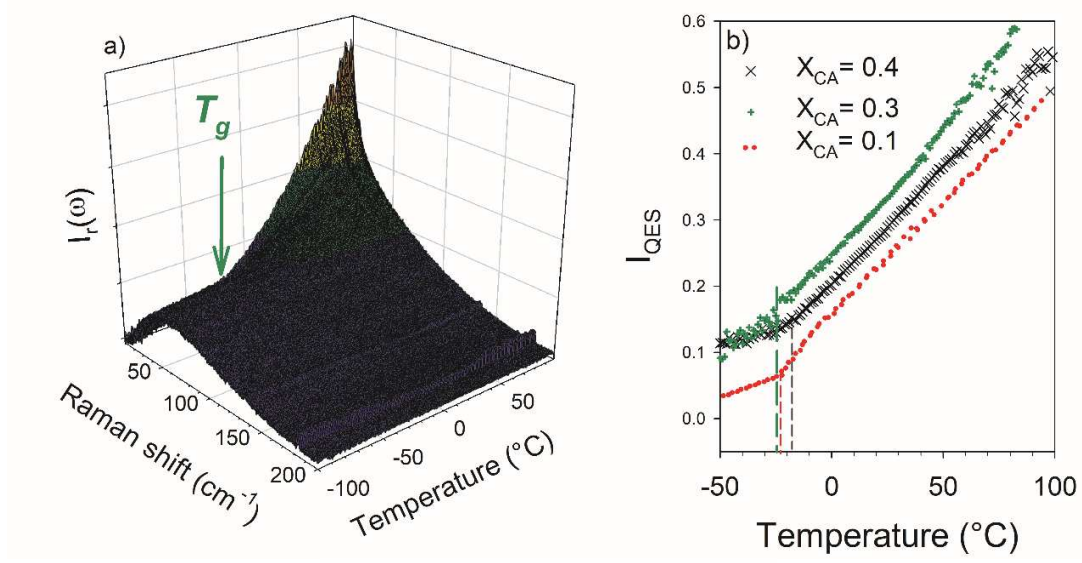 a)
T_g
I_r(ω)
50
100
150
200
Raman shift (cm⁻¹)
-100
-50
0
50
Temperature (°C)
b)
X_CA= 0.4
X_CA= 0.3
X_CA= 0.1
I_QES
0.6
0.5
0.4
0.3
0.2
0.1
0.0
-50
0
50
100
Temperature (°C)